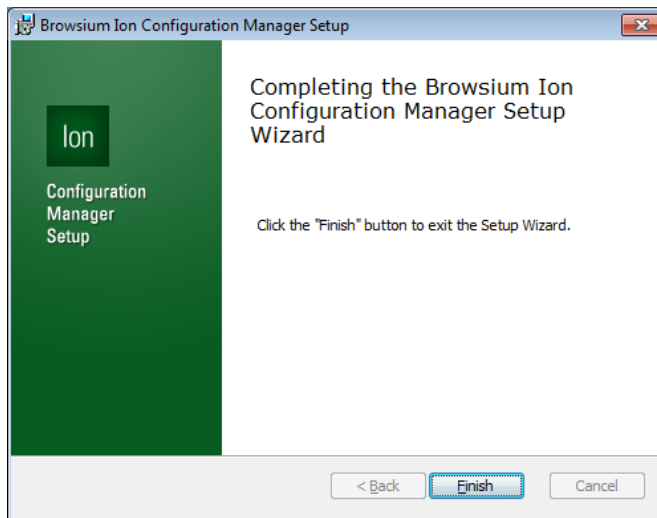 Browsium Ion Configuration Manager Setup
Completing the Browsium Ion
Configuration Manager Setup
Wizard
Ion
Configuration
Manager
Setup
Click the "Finish" button to exit the Setup Wizard.
< Back
Finish
Cancel